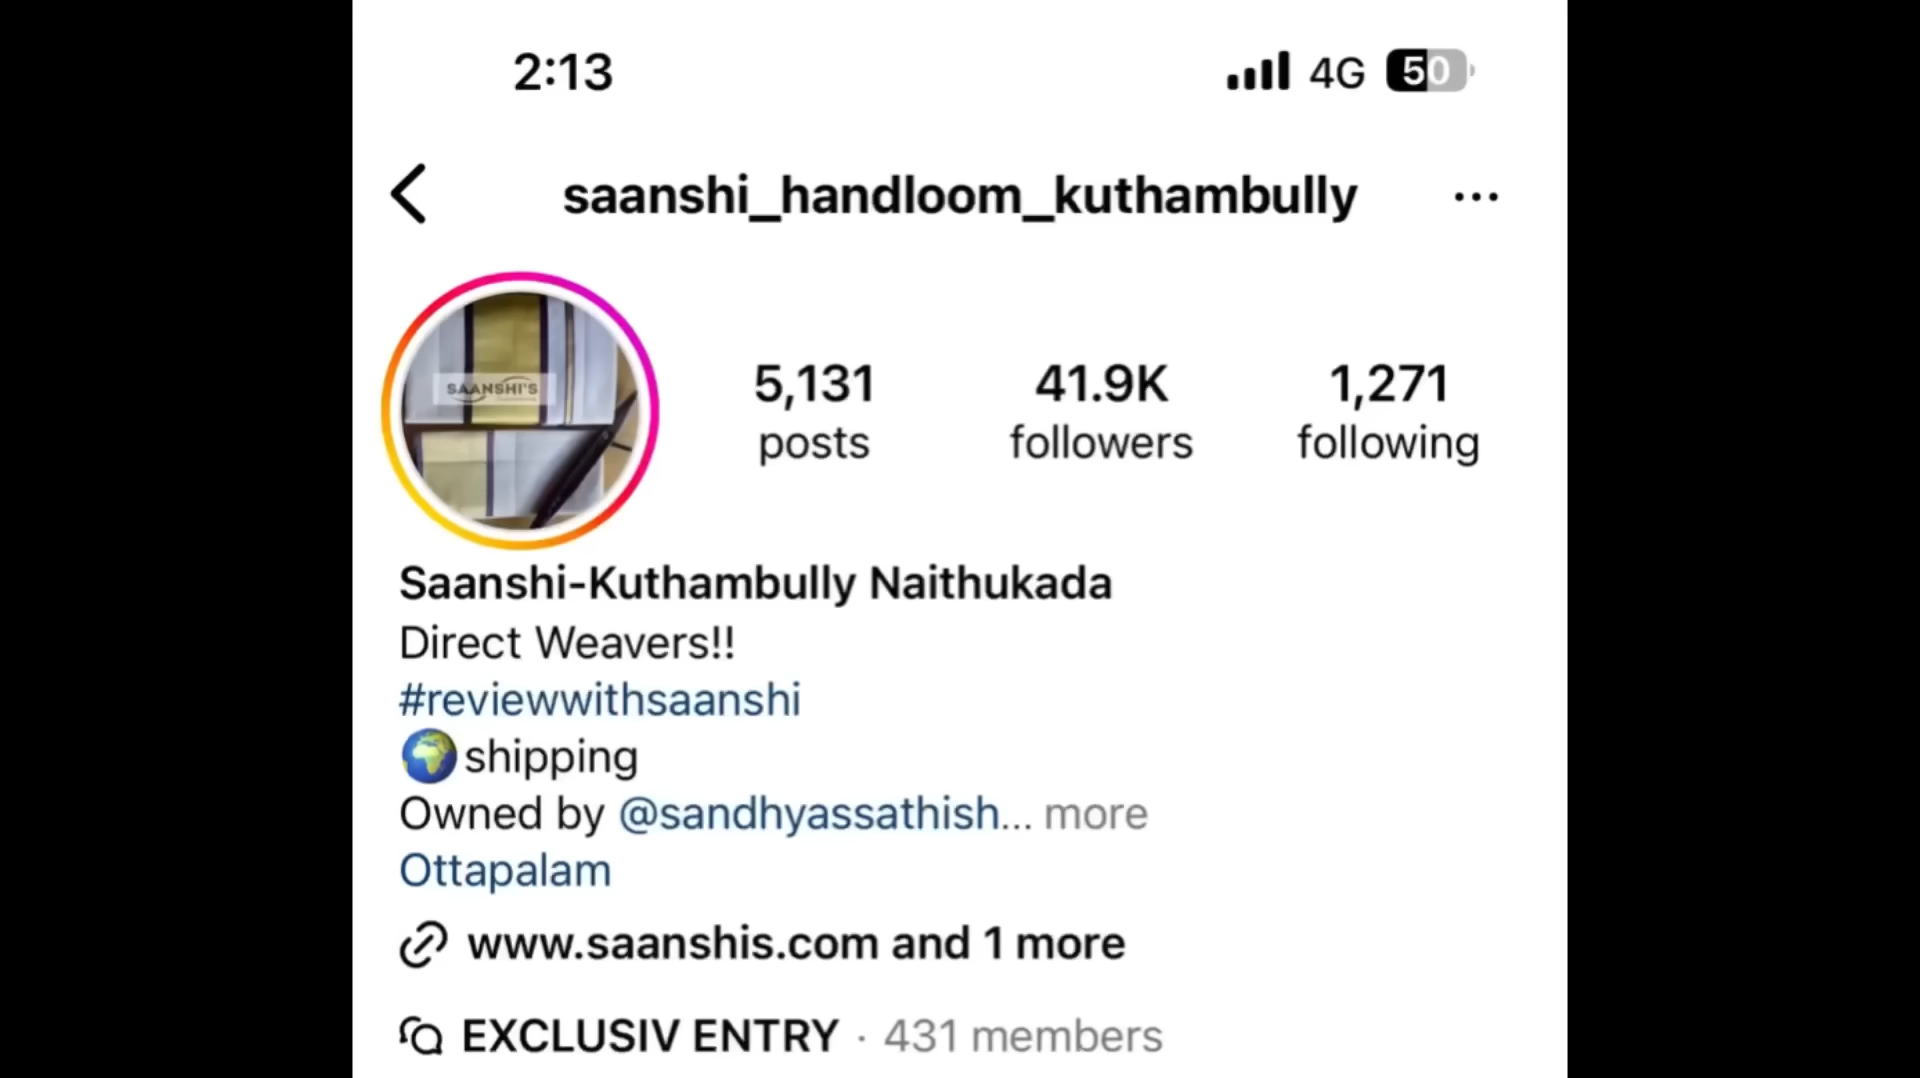 2:13
4G 50
saanshi_handloom_kuthambully
SAANSHI'S
5,131 41.9K 1,271
posts followers following
Saanshi-Kuthambully Naithukada
Direct Weavers!!
#reviewwithsaanshi
shipping
Owned by @sandhyassathish... more
Ottapalam
www.saanshis.com and 1 more
EXCLUSIV ENTRY · 431 members